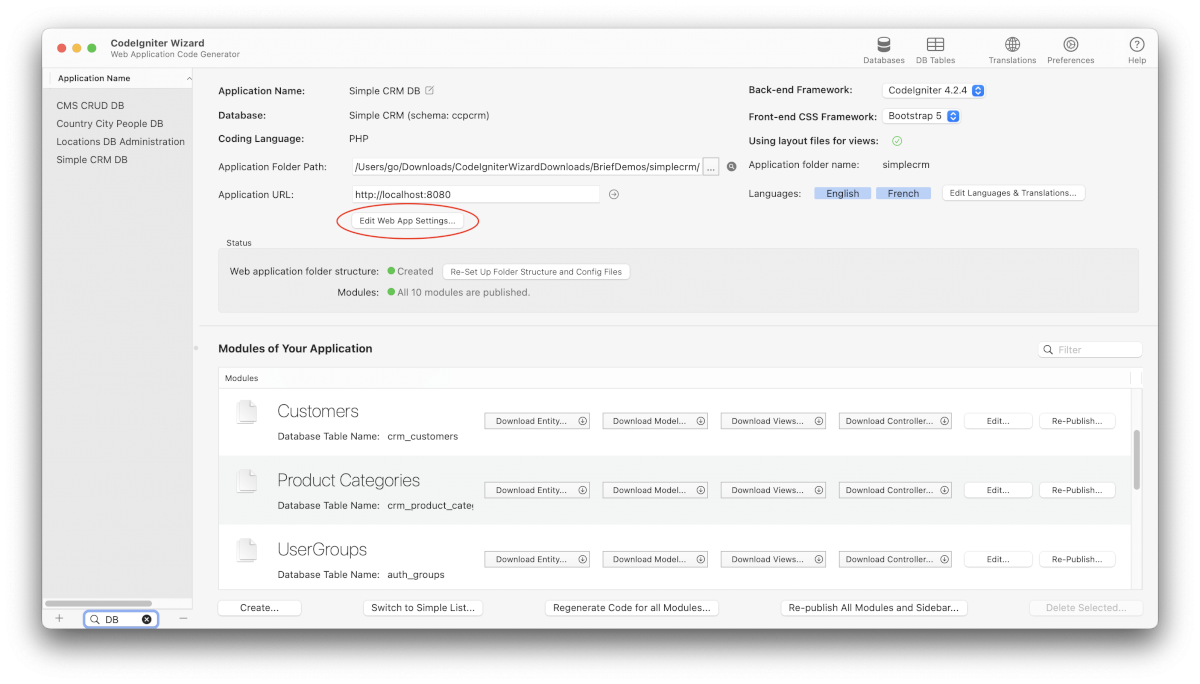 CodeIgniter Wizard
Web Application Code Generator
Databases
DB Tables
Translations
Preferences
Help
Application Name
CMS CRUD DB
Country City People DB
Locations DB Administration
Simple CRM DB
DB
Application Name: Simple CRM DB
Database: Simple CRM (schema: ccpcrm)
Coding Language: PHP
Application Folder Path: /Users/go/Downloads/CodeIgniterWizardDownloads/BriefDemos/simplecrm/ ...
Application URL: http://localhost:8080
Edit Web App Settings...
Back-end Framework: CodeIgniter 4.2.4
Front-end CSS Framework: Bootstrap 5
Using layout files for views:
Application folder name: simplecrm
Languages: English French Edit Languages & Translations...
Status
Web application folder structure: Created Re-Set Up Folder Structure and Config Files
Modules: All 10 modules are published.
Modules of Your Application
Filter
Modules
Customers
Database Table Name: crm_customers
Download Entity... Download Model... Download Views... Download Controller... Edit... Re-Publish...
Product Categories
Database Table Name: crm_product_categ
Download Entity... Download Model... Download Views... Download Controller... Edit... Re-Publish...
UserGroups
Database Table Name: auth_groups
Download Entity... Download Model... Download Views... Download Controller... Edit... Re-Publish...
Create... Switch to Simple List... Regenerate Code for all Modules... Re-publish All Modules and Sidebar... Delete Selected...